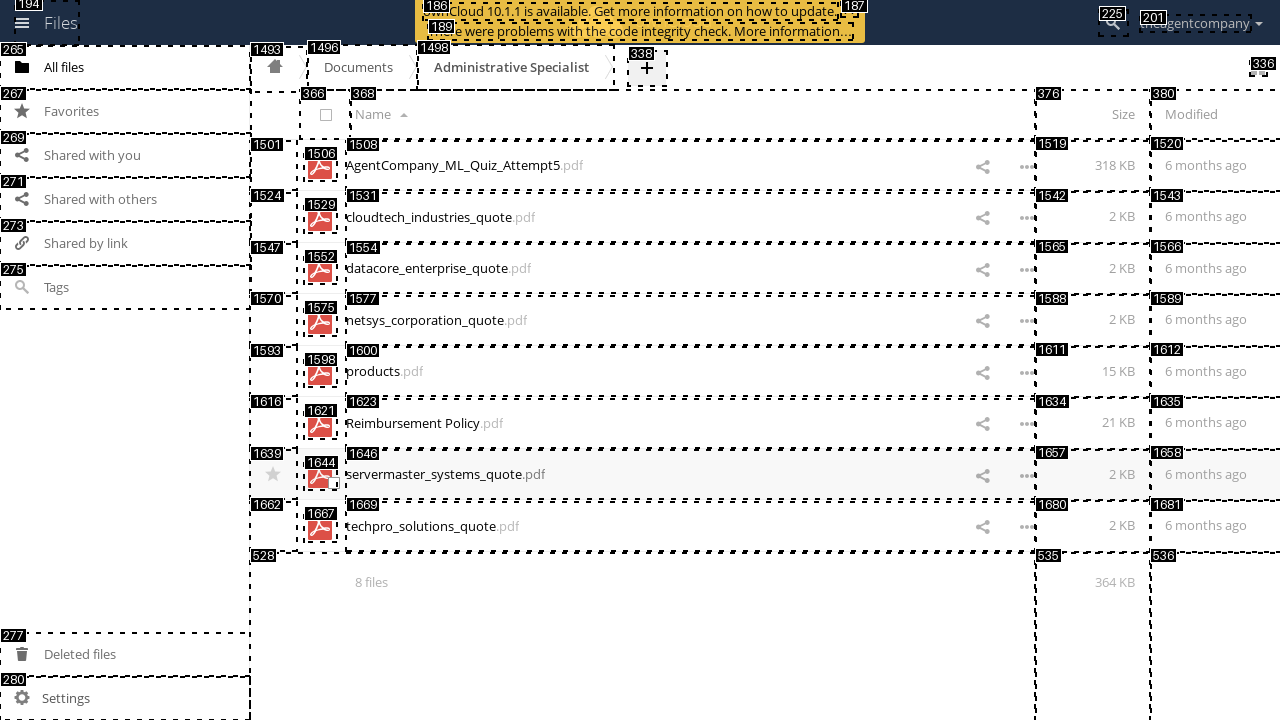 194
Files
186
ownCloud 10.1.1 is available. Get more information on how to update.
187
189
There were problems with the code integrity check. More information…
225
201
theagentcompany
265
All files
267
Favorites
269
Shared with you
271
Shared with others
273
Shared by link
275
Tags
277
Deleted files
280
Settings
1493
1496
Documents
1498
Administrative Specialist
338
+
336
366
368
Name
376
Size
380
Modified
1501
1506
1508
AgentCompany_ML_Quiz_Attempt5.pdf
1519
318 KB
1520
6 months ago
1524
1529
1531
cloudtech_industries_quote.pdf
1542
2 KB
1543
6 months ago
1547
1552
1554
datacore_enterprise_quote.pdf
1565
2 KB
1566
6 months ago
1570
1575
1577
netsys_corporation_quote.pdf
1588
2 KB
1589
6 months ago
1593
1598
1600
products.pdf
1611
15 KB
1612
6 months ago
1616
1621
1623
Reimbursement Policy.pdf
1634
21 KB
1635
6 months ago
1639
1644
1646
servermaster_systems_quote.pdf
1657
2 KB
1658
6 months ago
1662
1667
1669
techpro_solutions_quote.pdf
1680
2 KB
1681
6 months ago
528
8 files
535
364 KB
536